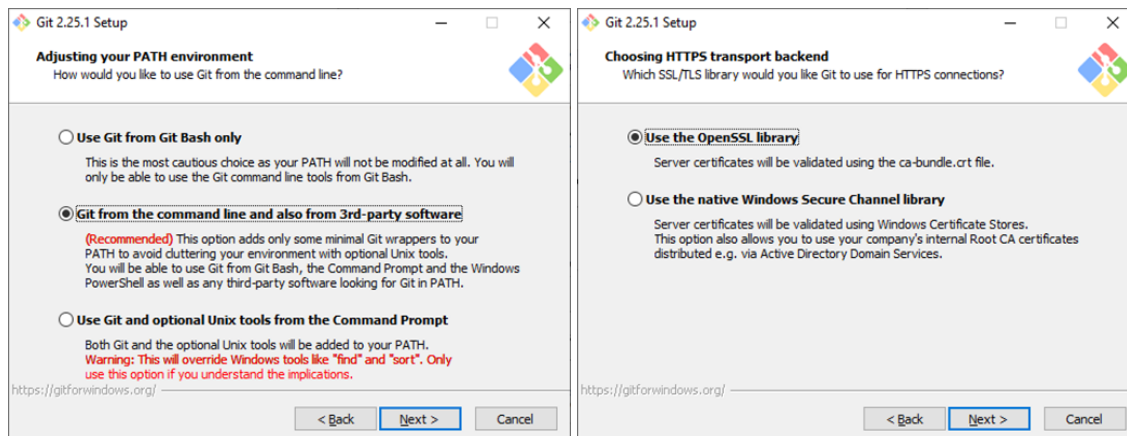 Git 2.25.1 Setup
Adjusting your PATH environment
How would you like to use Git from the command line?
Use Git from Git Bash only
This is the most cautious choice as your PATH will not be modified at all. You will
only be able to use the Git command line tools from Git Bash.
Git from the command line and also from 3rd-party software
(Recommended) This option adds only some minimal Git wrappers to your
PATH to avoid cluttering your environment with optional Unix tools.
You will be able to use Git from Git Bash, the Command Prompt and the Windows
PowerShell as well as any third-party software looking for Git in PATH.
Use Git and optional Unix tools from the Command Prompt
Both Git and the optional Unix tools will be added to your PATH.
Warning: This will override Windows tools like "find" and "sort". Only
use this option if you understand the implications.
https://gitforwindows.org/
< Back
Next >
Cancel
Git 2.25.1 Setup
Choosing HTTPS transport backend
Which SSL/TLS library would you like Git to use for HTTPS connections?
Use the OpenSSL library
Server certificates will be validated using the ca-bundle.crt file.
Use the native Windows Secure Channel library
Server certificates will be validated using Windows Certificate Stores.
This option also allows you to use your company's internal Root CA certificates
distributed e.g. via Active Directory Domain Services.
https://gitforwindows.org/
< Back
Next >
Cancel